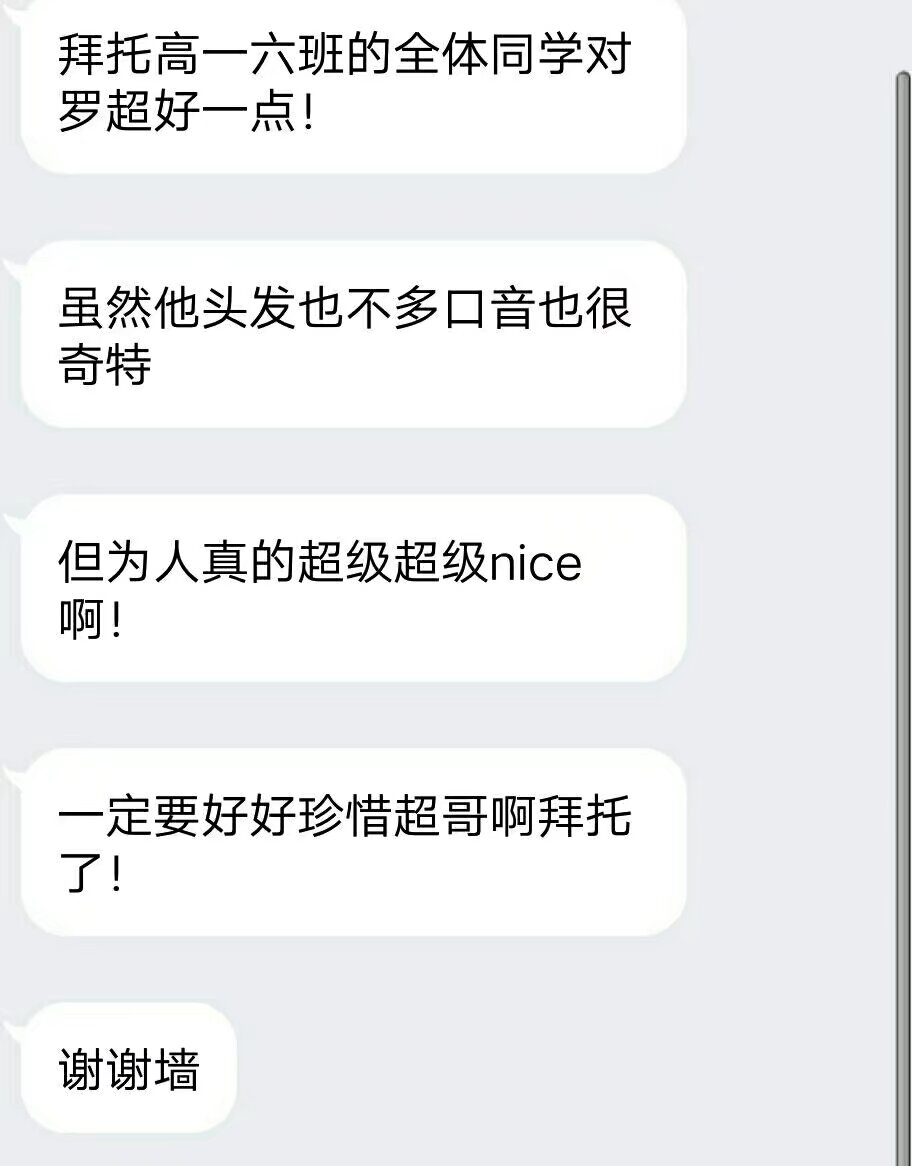 拜托高一六班的全体同学对
罗超好一点！
虽然他头发也不多口音也很
奇特
但为人真的超级超级nice
啊！
一定要好好珍惜超哥啊拜托
了！
谢谢墙